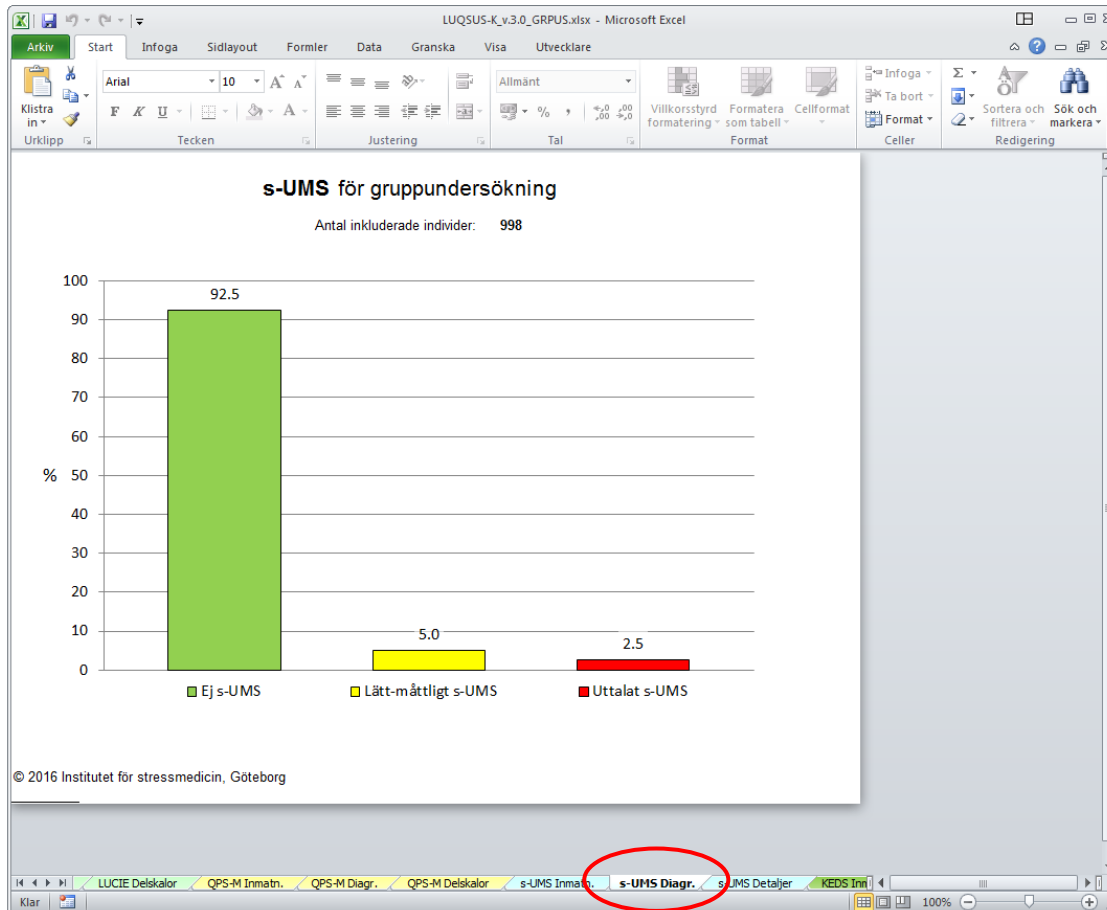 LUQSUS-K_v.3.0_GRPUS.xlsx - Microsoft Excel
Arkiv Start Infoga Sidlayout Formler Data Granska Visa Utvecklare
Klistra in
Urklipp
Arial 10
F K U
Tecken
Justering
Allmänt
Tal
Villkorsstyrd formatering
Formatera som tabell
Cellformat
Format
Infoga
Ta bort
Format
Celler
Sortera och filtrera
Sök och markera
Redigering
s-UMS för gruppundersökning
Antal inkluderade individer: 998
100
90
80
70
60
50
40
30
20
10
0
%
92.5
5.0
2.5
Ej s-UMS
Lätt-måttligt s-UMS
Uttalat s-UMS
© 2016 Institutet för stressmedicin, Göteborg
LUCIE Delskalor QPS-M Inmatn. QPS-M Diagr. QPS-M Delskalor s-UMS Inmatn. s-UMS Diagr. s-UMS Detaljer KEDS Inn
Klar 100%